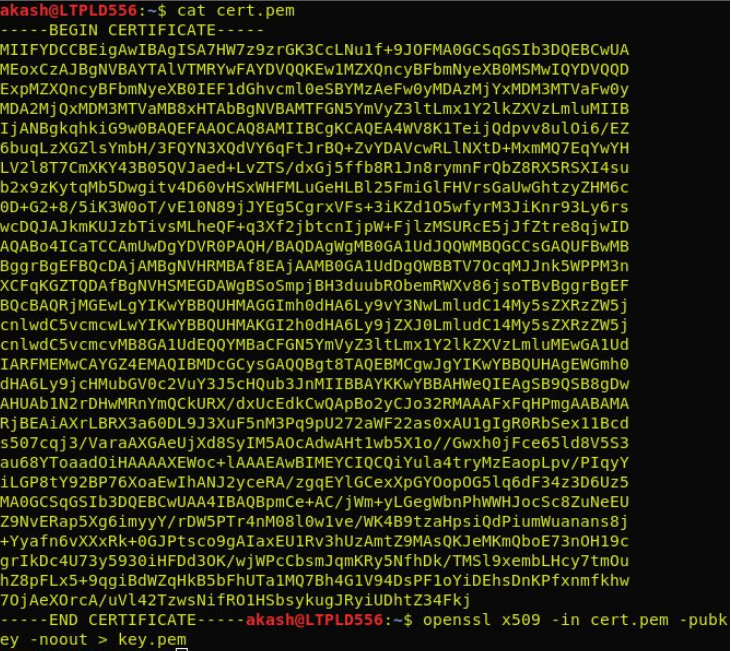 akash@LTPLD556:~$ cat cert.pem
-----BEGIN CERTIFICATE-----
MIIFYDCCBEigAwIBAgISA7HW7z9zrGK3CcLNu1f+9JOFMA0GCSqGSIb3DQEBCwUA
MEoxCzAJBgNVBAYTAlVTMRYwFAYDVQQKEw1MZXQncyBFbmNyeXB0MSMwIQYDVQQD
ExpMZXQncyBFbmNyeXB0IEF1dGhvcml0eSBYMzAeFw0yMDAzMjYxMDM3MTVaFw0y
MDA2MjQxMDM3MTVaMB8xHTAbBgNVBAMTFGN5YmVyZ3ltLmx1Y2lkZXVzLmluMIIB
IjANBgkqhkiG9w0BAQEFAAOCAQ8AMIIBCgKCAQEA4WV8K1TeijQdpvv8ulOi6/EZ
6buqLzXGZlsYmbH/3FQYN3XQdVY6qFtJrBQ+ZvYDAVcwRLlNXtD+MxmMQ7EqYwYH
LV2l8T7CmXKY43B05QVJaed+LvZTS/dxGj5ffb8R1Jn8rymnFrQbZ8RX5RSXI4su
b2x9zKytqMb5Dwgitv4D60vHSxWHFMLuGeHLBl25FmiGlFHVrsGaUwGhtzyZHM6c
0D+G2+8/5iK3W0oT/vE10N89jJYEg5CgrxVFs+3iKZd1O5wfyrM3JiKnr93Ly6rs
wcDQJAJkmKUJzbTivsMLheQF+q3Xf2jbtcnIjpW+FjlzMSURcE5jJfZtre8qjwID
AQABo4ICaTCCAmUwDgYDVR0PAQH/BAQDAgWgMB0GA1UdJQQWMBQGCCsGAQUFBwMB
BggrBgEFBQcDAjAMBgNVHRMBAf8EAjAAMB0GA1UdDgQWBBTV7OcqMJJnk5WPPM3n
XCFqKGZTQDAfBgNVHSMEGDAWgBSoSmpjBH3duubRObemRWXv86jsoTBvBggrBgEF
BQcBAQRjMGEwLgYIKwYBBQUHMAGGImh0dHA6Ly9vY3NwLmludC14My5sZXRzZW5j
cnlwdC5vcmcwLwYIKwYBBQUHMAKGI2h0dHA6Ly9jZXJ0LmludC14My5sZXRzZW5j
cnlwdC5vcmcvMB8GA1UdEQQYMBaCFGN5YmVyZ3ltLmx1Y2lkZXVzLmluMEwGA1Ud
IARFMEMwCAYGZ4EMAQIBMDcGCysGAQQBgt8TAQEBMCgwJgYIKwYBBQUHAgEWGmh0
dHA6Ly9jcHMubGV0c2VuY3J5cHQub3JnMIIBBAYKKwYBBAHWeQIEAgSB9QSB8gDw
AHUAb1N2rDHwMRnYmQCkURX/dxUcEdkCwQApBo2yCJo32RMAAAFxFqHPmgAABAMA
RjBEAiAXrLBRX3a60DL9J3XuF5nM3Pq9pU272aWF22as0xAU1gIgR0RbSex11Bcd
s507cqj3/VaraAXGAeUjXd8SyIM5AOcAdwAHt1wb5X1o//Gwxh0jFce65ld8V5S3
au68YToaadOiHAAAAXEWoc+lAAAEAwBIMEYCIQCQiYula4tryMzEaopLpv/PIqyY
iLGP8tY92BP76XoaEwIhANJ2yceRA/zgqEYlGCexXpGYOopOG5lq6dF34z3D6Uz5
MA0GCSqGSIb3DQEBCwUAA4IBAQBpmCe+AC/jWm+yLGegWbnPhWWHJocSc8ZuNeEU
Z9NvERap5Xg6imyyY/rDW5PTr4nM08l0w1ve/WK4B9tzaHpsiQdPiumWuanans8j
+Yyafn6vXXxRk+0GJPtsco9gAIaxEU1Rv3hUzAmtZ9MAsQKJeMKmQboE73nOH19c
grIkDc4U73y5930iHFDd3OK/wjWPcCbsmJqmKRy5NfhDk/TMSl9xembLHcy7tmOu
hZ8pFLx5+9qgiBdWZqHkB5bFhUTa1MQ7Bh4G1V94DsPF1oYiDEhsDnKPfxnmfkhw
7OjAeXOrcA/uVl42TzwsNifRO1HSbsykugJRyiUDhtZ34Fkj
-----END CERTIFICATE-----akash@LTPLD556:~$ openssl x509 -in cert.pem -pubk
ey -noout > key.pem